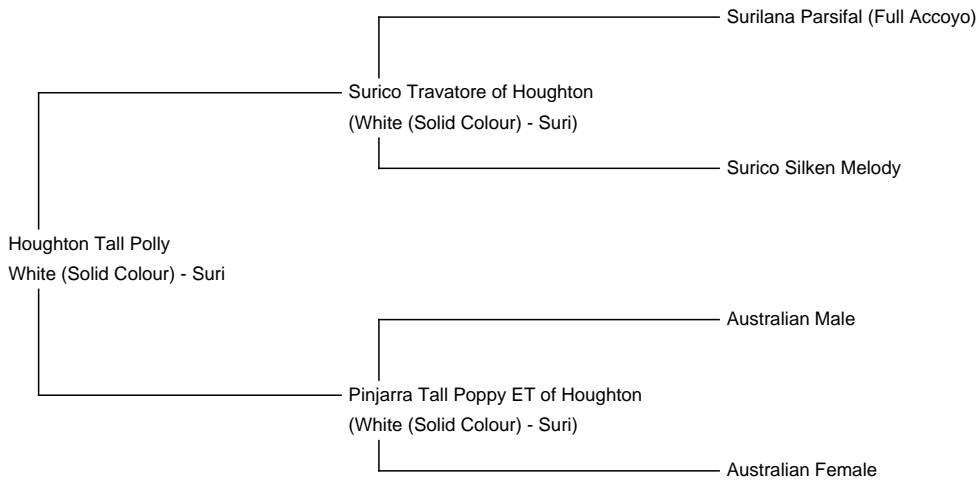 Surilana Parsifal (Full Accoyo)
Surico Travatore of Houghton
(White (Solid Colour) - Suri)
Surico Silken Melody
Houghton Tall Polly
White (Solid Colour) - Suri
Australian Male
Pinjarra Tall Poppy ET of Houghton
(White (Solid Colour) - Suri)
Australian Female